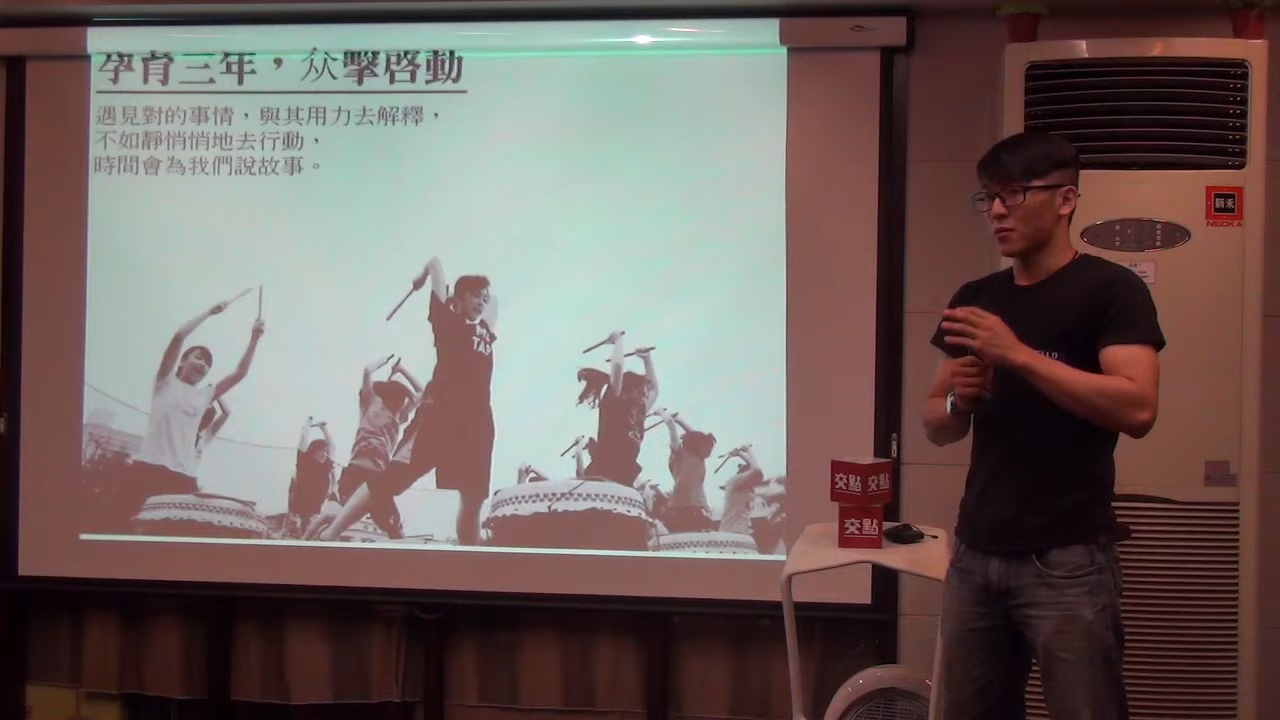 孕育三年，众擊啓動
遇見對的事情，與其用力去解釋，
不如靜悄悄地去行動，
時間會為我們說故事。
交點 交點
交點
NEOKA